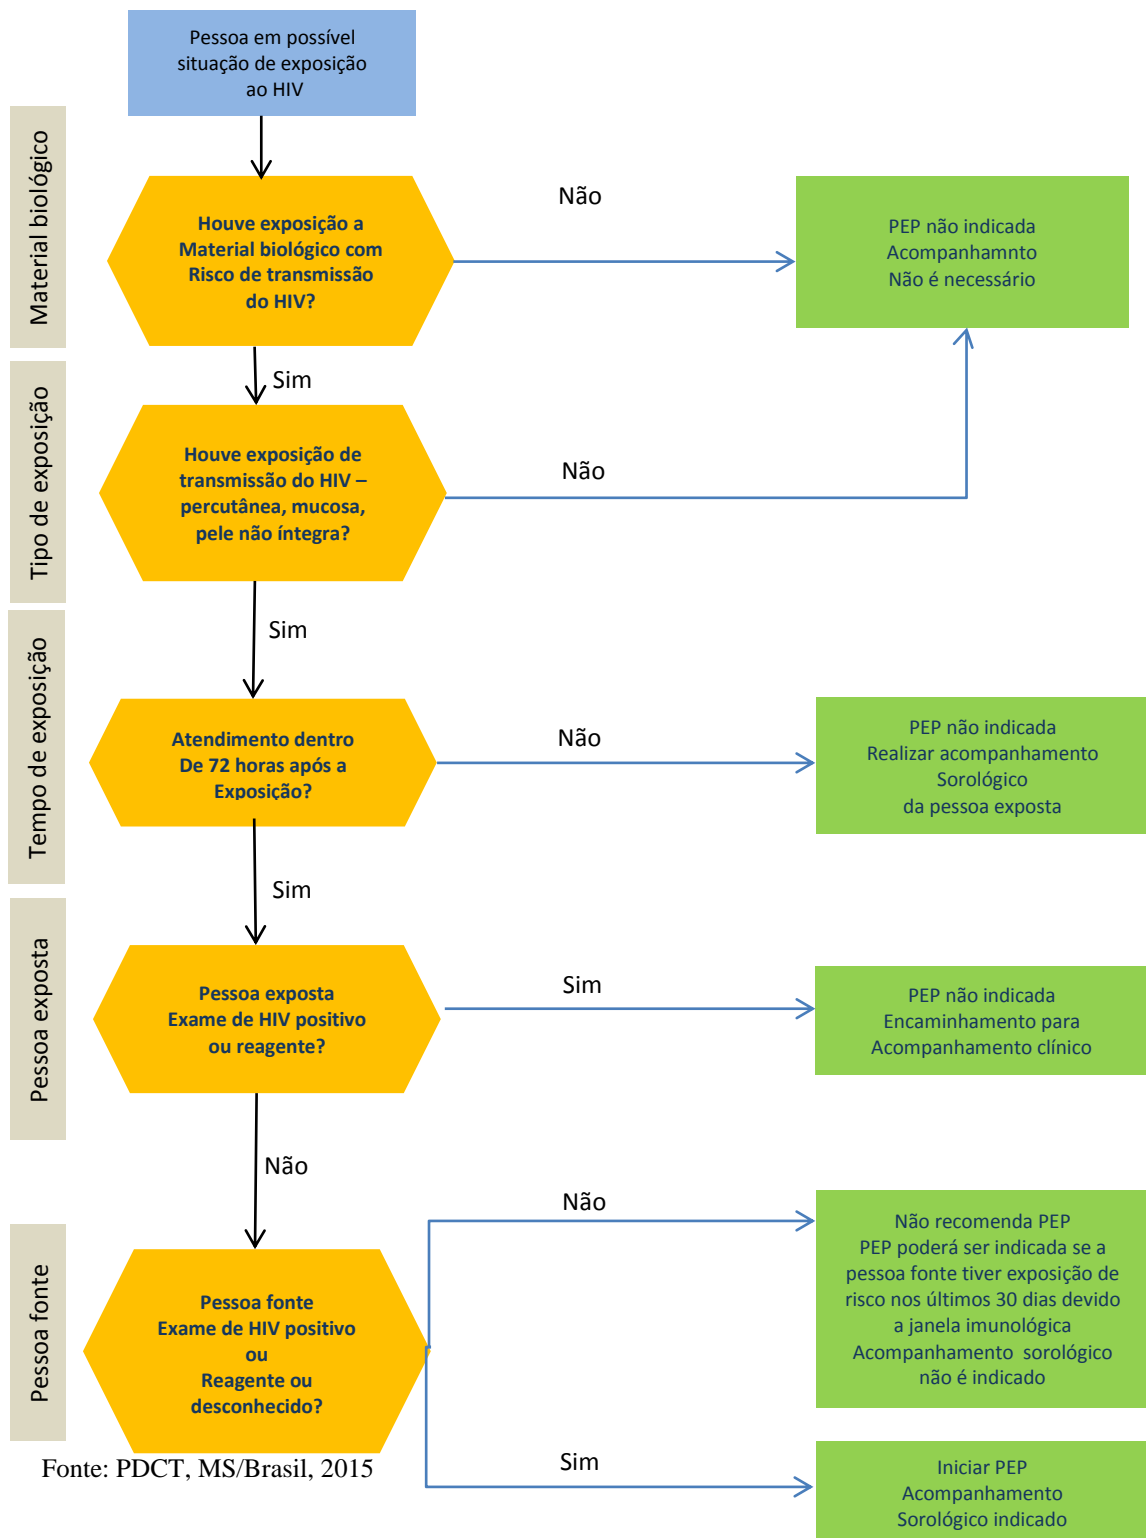 Pessoa em possível
situação de exposição
ao HIV
Material biológico
Houve exposição a
Material biológico com
Risco de transmissão
do HIV?
Não
PEP não indicada
Acompanhamnto
Não é necessário
Sim
Tipo de exposição
Houve exposição de
transmissão do HIV –
percutânea, mucosa,
pele não íntegra?
Não
Sim
Tempo de exposição
Atendimento dentro
De 72 horas após a
Exposição?
Não
PEP não indicada
Realizar acompanhamento
Sorológico
da pessoa exposta
Sim
Pessoa exposta
Pessoa exposta
Exame de HIV positivo
ou reagente?
Sim
PEP não indicada
Encaminhamento para
Acompanhamento clínico
Não
Pessoa fonte
Pessoa fonte
Exame de HIV positivo
ou
Reagente ou
desconhecido?
Não
Não recomenda PEP
PEP poderá ser indicada se a
pessoa fonte tiver exposição de
risco nos últimos 30 dias devido
a janela imunológica
Acompanhamento sorológico
não é indicado
Sim
Iniciar PEP
Acompanhamento
Sorológico indicado
Fonte: PDCT, MS/Brasil, 2015